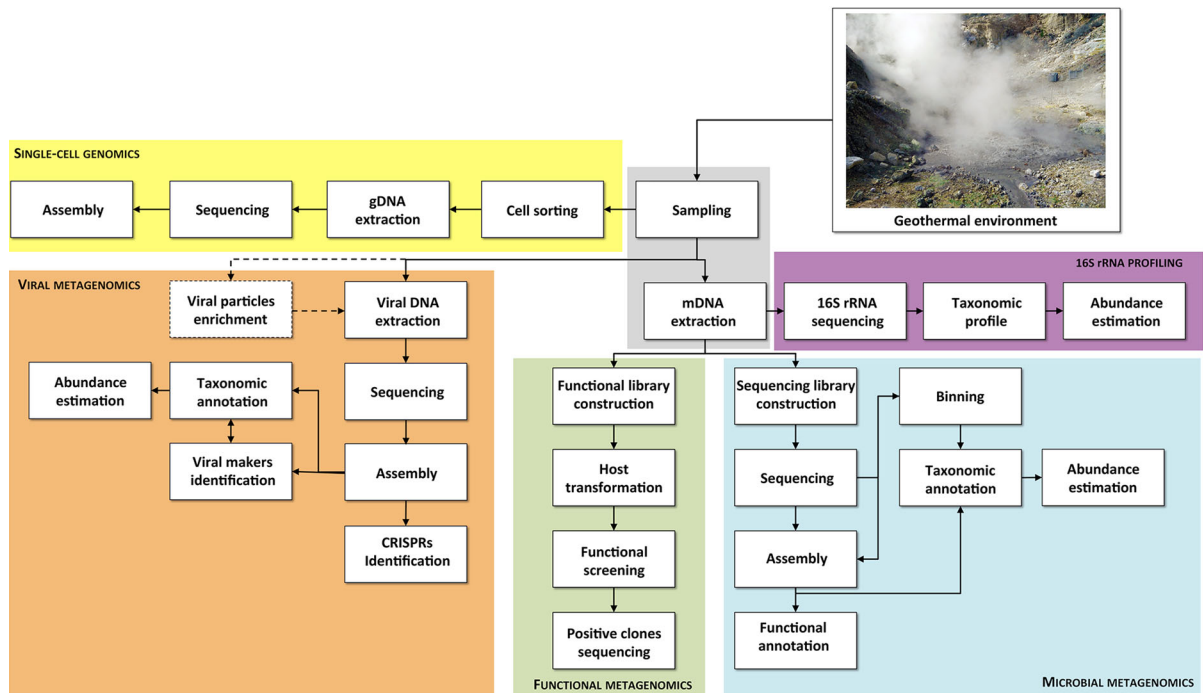 Geothermal environment
SINGLE-CELL GENOMICS
Assembly
Sequencing
gDNA
extraction
Cell sorting
Sampling
VIRAL METAGENOMICS
Viral particles
enrichment
Viral DNA
extraction
Sequencing
Abundance
estimation
Taxonomic
annotation
Viral makers
identification
Assembly
CRISPRs
Identification
mDNA
extraction
16S rRNA PROFILING
16S rRNA
sequencing
Taxonomic
profile
Abundance
estimation
Functional library
construction
Host
transformation
Functional
screening
Positive clones
sequencing
FUNCTIONAL METAGENOMICS
Sequencing library
construction
Binning
Sequencing
Taxonomic
annotation
Abundance
estimation
Assembly
Functional
annotation
MICROBIAL METAGENOMICS